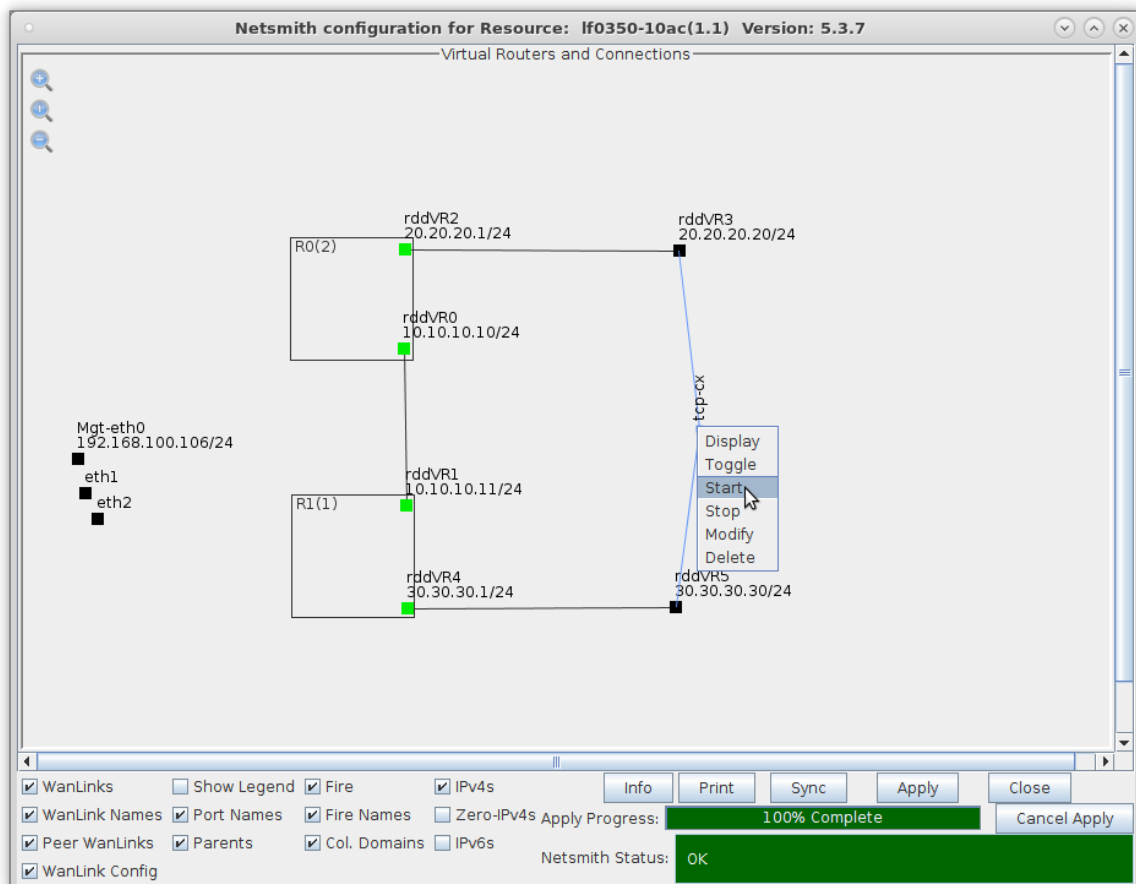 Netsmith configuration for Resource: lf0350-10ac(1.1) Version: 5.3.7
Virtual Routers and Connections
rddVR2
20.20.20.1/24
rddVR3
20.20.20.20/24
R0(2)
rddVR0
10.10.10.10/24
tcp-cx
Mgt-eth0
192.168.100.106/24
eth1
eth2
Display
Toggle
Start
Stop
Modify
Delete
rddVR1
10.10.10.11/24
R1(1)
rddVR4
30.30.30.1/24
rddVR5
30.30.30.30/24
WanLinks Show Legend Fire IPv4s Info Print Sync Apply Close
WanLink Names Port Names Fire Names Zero-IPv4s Apply Progress: 100% Complete Cancel Apply
Peer WanLinks Parents Col. Domains IPv6s Netsmith Status: OK
WanLink Config